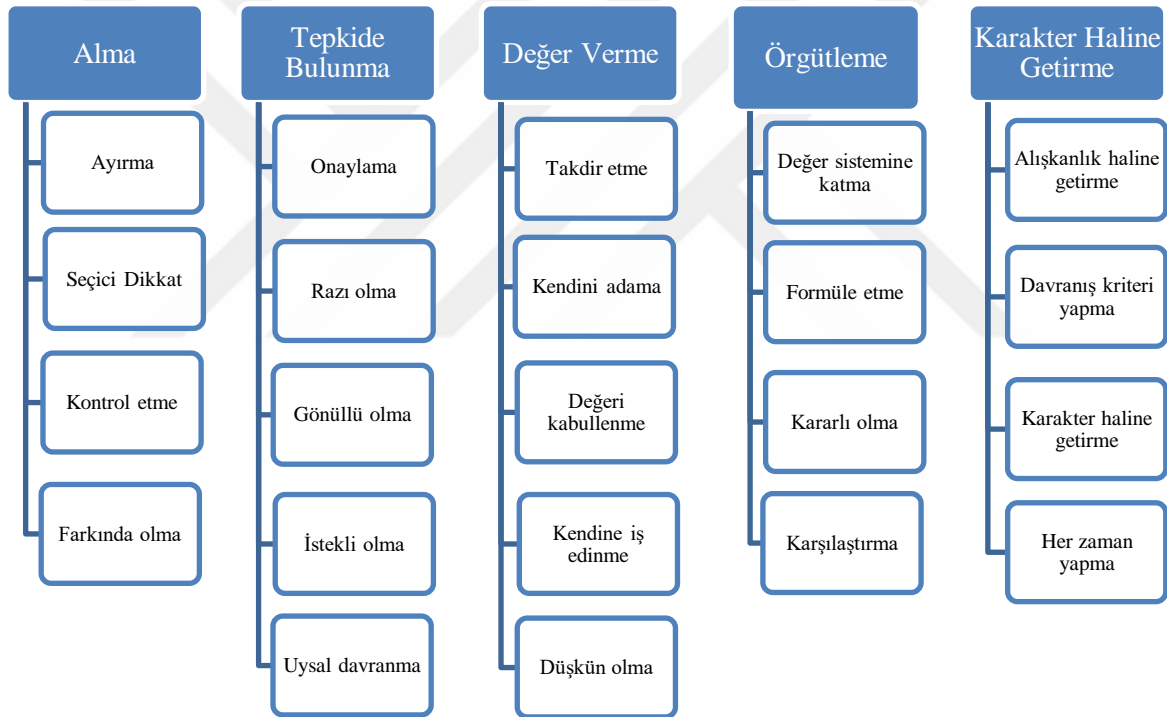 Alma
Ayırma
Seçici Dikkat
Kontrol etme
Farkında olma
Tepkide
Bulunma
Onaylama
Razı olma
Gönüllü olma
İstekli olma
Uysal davranma
Değer Verme
Takdir etme
Kendini adama
Değeri
kabullenme
Kendine iş
edinme
Düşkün olma
Örgütleme
Değer sistemine
katma
Formüle etme
Kararlı olma
Karşılaştırma
Karakter Haline
Getirme
Alışkanlık haline
getirme
Davranış kriteri
yapma
Karakter haline
getirme
Her zaman
yapma